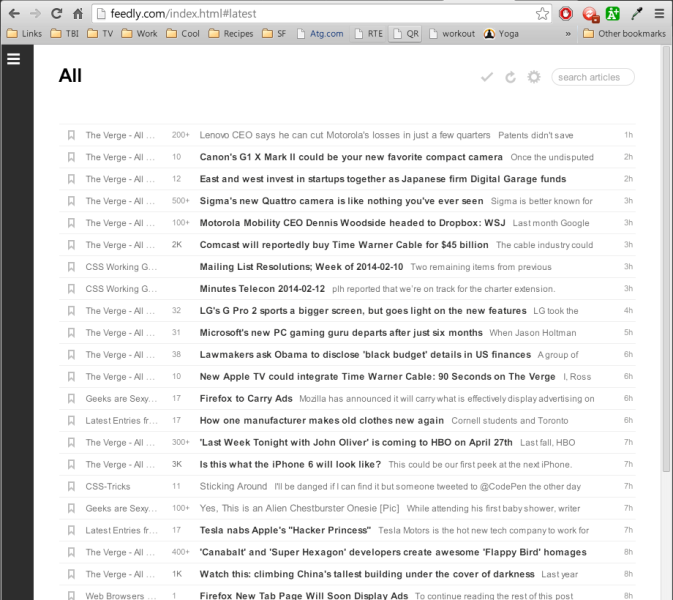 feedly.com/index.html#latest
Links TBI TV Work Cool Recipes SF Atg.com RTE QR workout Yoga » Other bookmarks
All
search articles
The Verge - All ... 200+ Lenovo CEO says he can cut Motorola's losses in just a few quarters Patents didn't save 1h
The Verge - All ... 10 Canon's G1 X Mark II could be your new favorite compact camera Once the undisputed 2h
The Verge - All ... 12 East and west invest in startups together as Japanese firm Digital Garage funds 2h
The Verge - All ... 500+ Sigma's new Quattro camera is like nothing you've ever seen Sigma is better known for 3h
The Verge - All ... 100+ Motorola Mobility CEO Dennis Woodside headed to Dropbox: WSJ Last month Google 3h
The Verge - All ... 2K Comcast will reportedly buy Time Warner Cable for $45 billion The cable industry could 3h
CSS Working G... Mailing List Resolutions; Week of 2014-02-10 Two remaining items from previous 3h
CSS Working G... Minutes Telecon 2014-02-12 plh reported that we're on track for the charter extension. 3h
The Verge - All ... 32 LG's G Pro 2 sports a bigger screen, but goes light on the new features LG took the 4h
The Verge - All ... 31 Microsoft's new PC gaming guru departs after just six months When Jason Holtman 5h
The Verge - All ... 38 Lawmakers ask Obama to disclose 'black budget' details in US finances A group of 6h
The Verge - All ... 10 New Apple TV could integrate Time Warner Cable: 90 Seconds on The Verge I, Ross 6h
Geeks are Sexy... 17 Firefox to Carry Ads Mozilla has announced it will carry what is effectively display advertising on 6h
Latest Entries fr... 17 How one manufacturer makes old clothes new again Cornell students and Toronto 6h
The Verge - All ... 300+ 'Last Week Tonight with John Oliver' is coming to HBO on April 27th Last fall, HBO 7h
The Verge - All ... 3K Is this what the iPhone 6 will look like? This could be our first peek at the next iPhone. 7h
CSS-Tricks 11 Sticking Around I'll be danged if I can find it but someone tweeted to @CodePen the other day 7h
Geeks are Sexy... 100+ Yes, This is an Alien Chestburster Onesie [Pic] While attending his first baby shower, writer 7h
Latest Entries fr... 17 Tesla nabs Apple's "Hacker Princess" Tesla Motors is the hot new tech company to work for 7h
The Verge - All ... 400+ 'Canabalt' and 'Super Hexagon' developers create awesome 'Flappy Bird' homages 8h
The Verge - All ... 1K Watch this: climbing China's tallest building under the cover of darkness Last year 8h
Web Browsers ... 1 Firefox New Tab Page Will Soon Display Ads To continue reading the rest of this post 8h